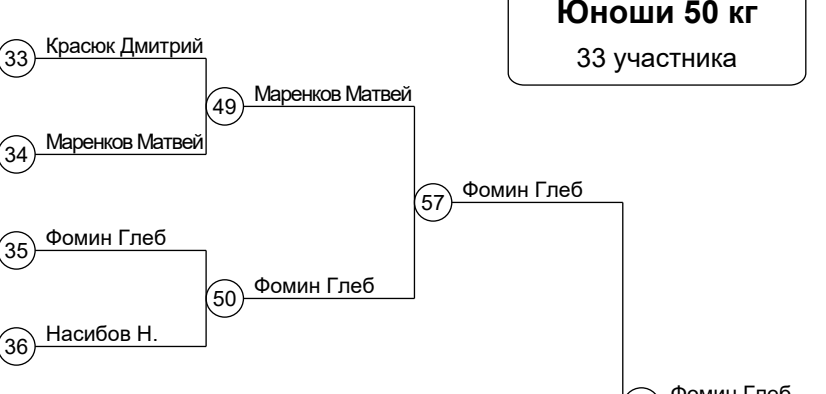 Юноши 50 кг
33 участника
33 Красюк Дмитрий
49 Маренков Матвей
34 Маренков Матвей
57 Фомин Глеб
35 Фомин Глеб
50 Фомин Глеб
36 Насибов Н.
Фомин Глеб